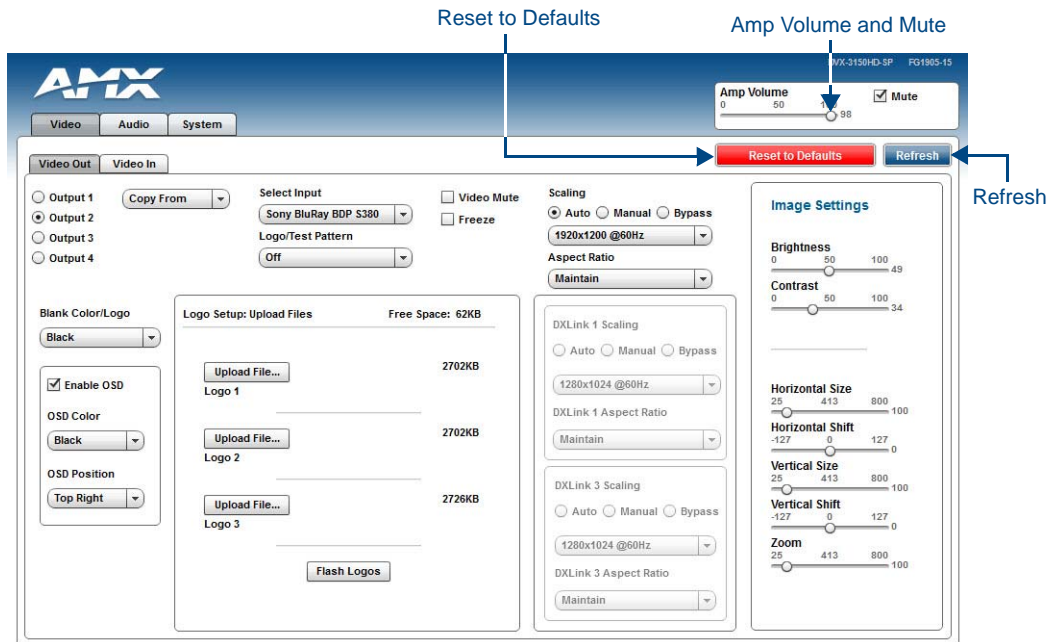 Reset to Defaults
Amp Volume and Mute
AMX
DVX-3150HD-SP FG1905-15
Amp Volume
0 50 100
98
Mute
Video Audio System
Reset to Defaults
Refresh
Refresh
Video Out Video In
Output 1
Output 2
Output 3
Output 4
Copy From
Select Input
Sony BluRay BDP S380
Logo/Test Pattern
Off
Video Mute
Freeze
Scaling
Auto Manual Bypass
1920x1200 @60Hz
Aspect Ratio
Maintain
Blank Color/Logo
Black
Enable OSD
OSD Color
Black
OSD Position
Top Right
Logo Setup: Upload Files Free Space: 62KB
Upload File... 2702KB
Logo 1
Upload File... 2702KB
Logo 2
Upload File... 2726KB
Logo 3
Flash Logos
DXLink 1 Scaling
Auto Manual Bypass
1280x1024 @60Hz
DXLink 1 Aspect Ratio
Maintain
DXLink 3 Scaling
Auto Manual Bypass
1280x1024 @60Hz
DXLink 3 Aspect Ratio
Maintain
Image Settings
Brightness
0 50 100
49
Contrast
0 50 100
34
Horizontal Size
25 413 800
100
Horizontal Shift
-127 0 127
0
Vertical Size
25 413 800
100
Vertical Shift
-127 0 127
0
Zoom
25 413 800
100